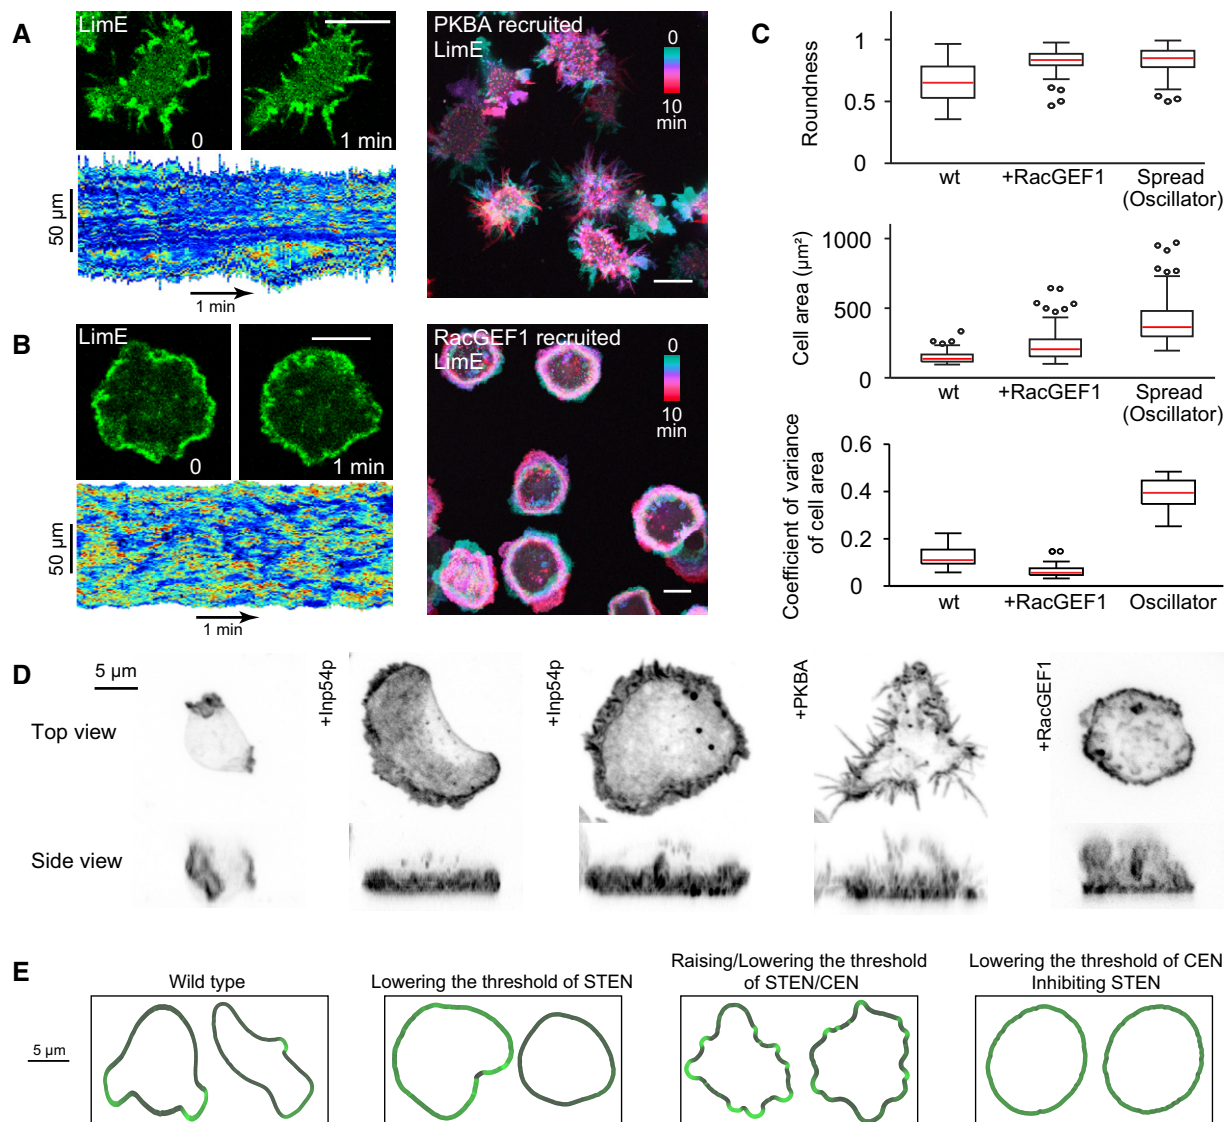 A
LimE
0
1 min
50 µm
1 min
PKBA recruited
LimE
0
10
min
B
LimE
0
1 min
50 µm
1 min
RacGEF1 recruited
LimE
0
10
min
C
Roundness
1
0.5
0
wt
+RacGEF1
Spread
(Oscillator)
Cell area (µm²)
1000
500
0
wt
+RacGEF1
Spread
(Oscillator)
Coefficient of variance
of cell area
0.6
0.4
0.2
0
wt
+RacGEF1
Oscillator
D
5 µm
Top view
Side view
+Inp54p
+Inp54p
+PKBA
+RacGEF1
E
5 µm
Wild type
Lowering the threshold of STEN
Raising/Lowering the threshold
of STEN/CEN
Lowering the threshold of CEN
Inhibiting STEN